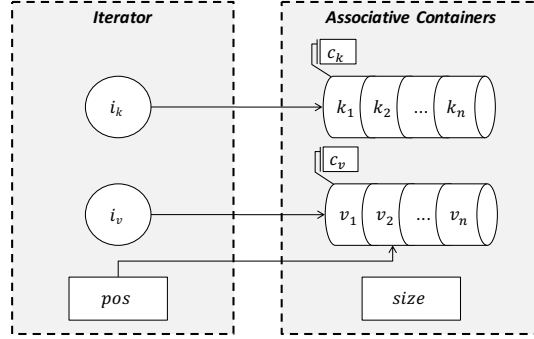 Iterator
Associative Containers
c_k
i_k
k_1 k_2 ... k_n
c_v
i_v
v_1 v_2 ... v_n
pos
size